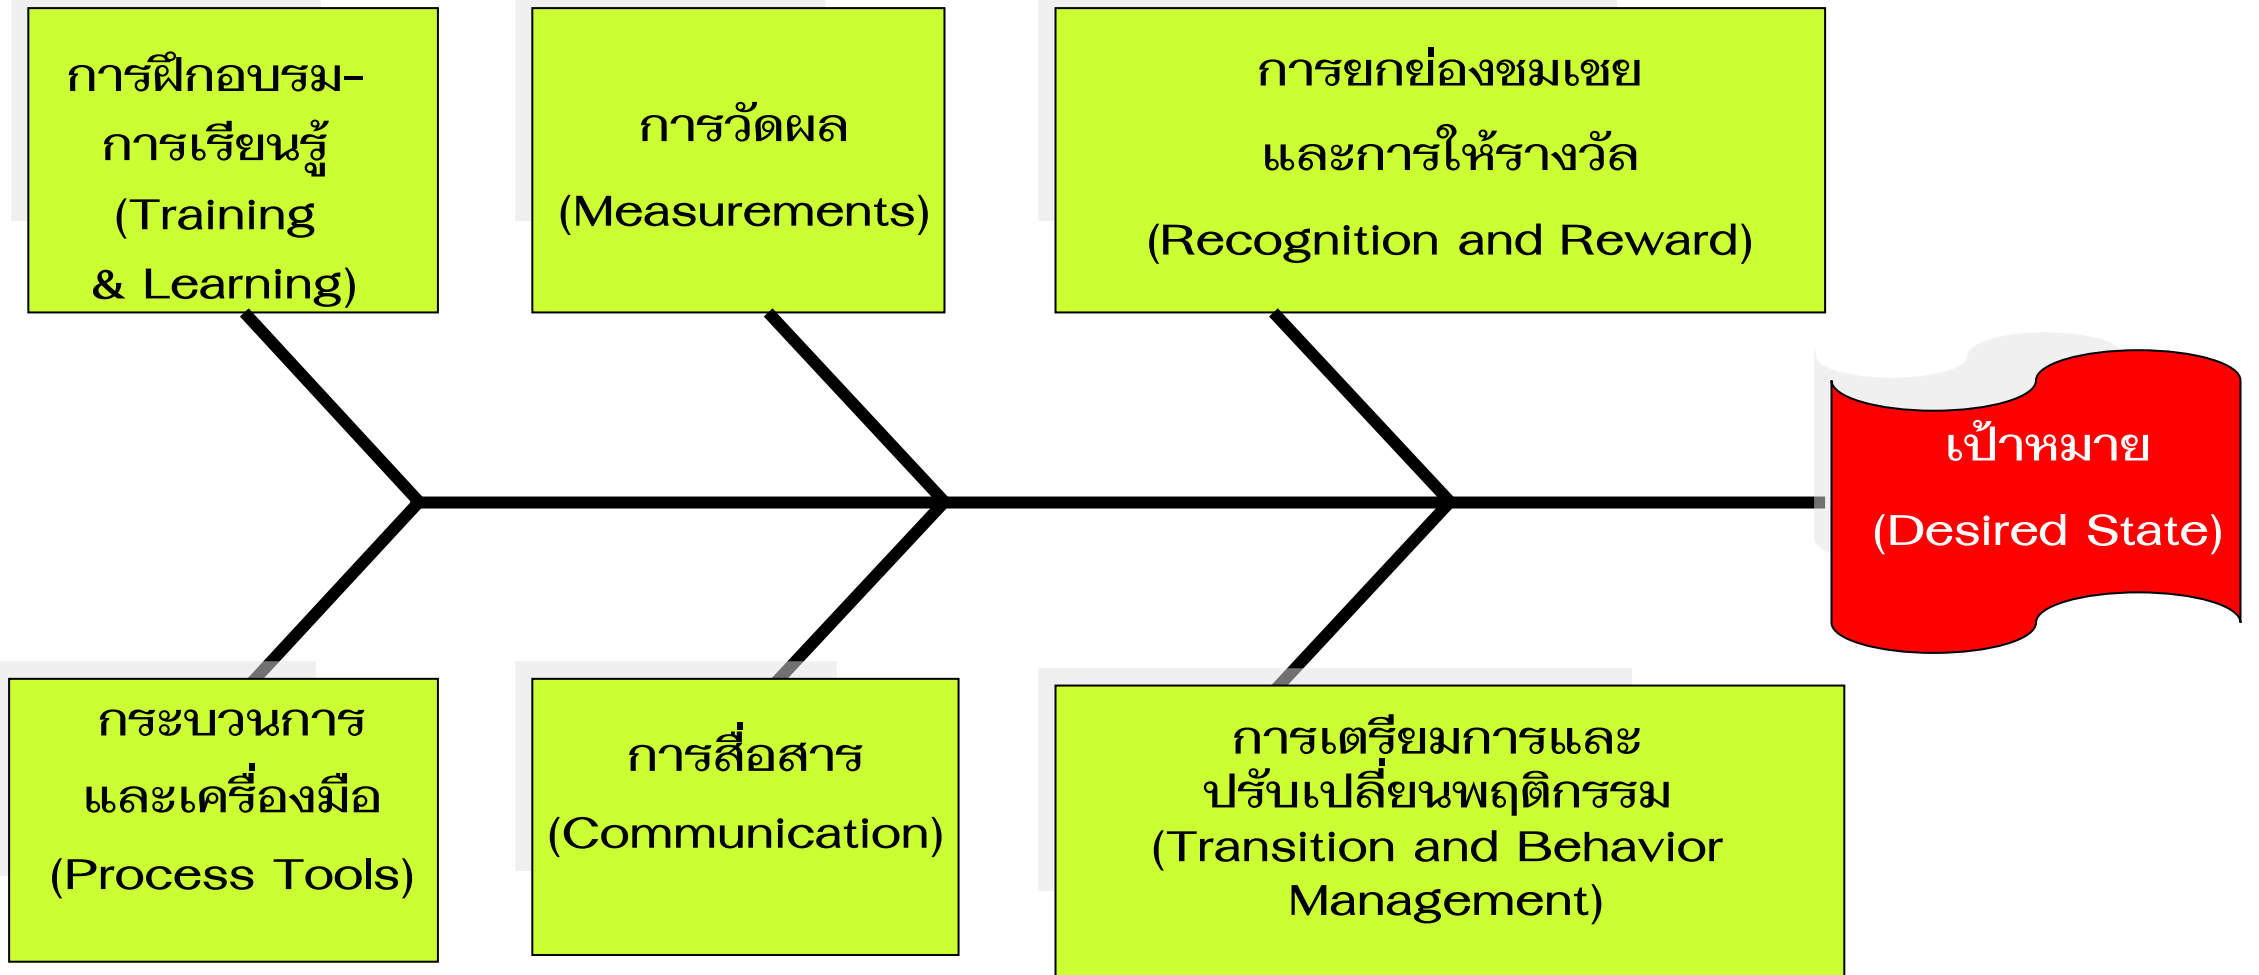 การฝึกอบรม-
การเรียนรู้
(Training
& Learning)
การวัดผล
(Measurements)
การยกย่องชมเชย
และการให้รางวัล
(Recognition and Reward)
เป้าหมาย
(Desired State)
กระบวนการ
และเครื่องมือ
(Process Tools)
การสื่อสาร
(Communication)
การเตรียมการและ
ปรับเปลี่ยนพฤติกรรม
(Transition and Behavior
Management)